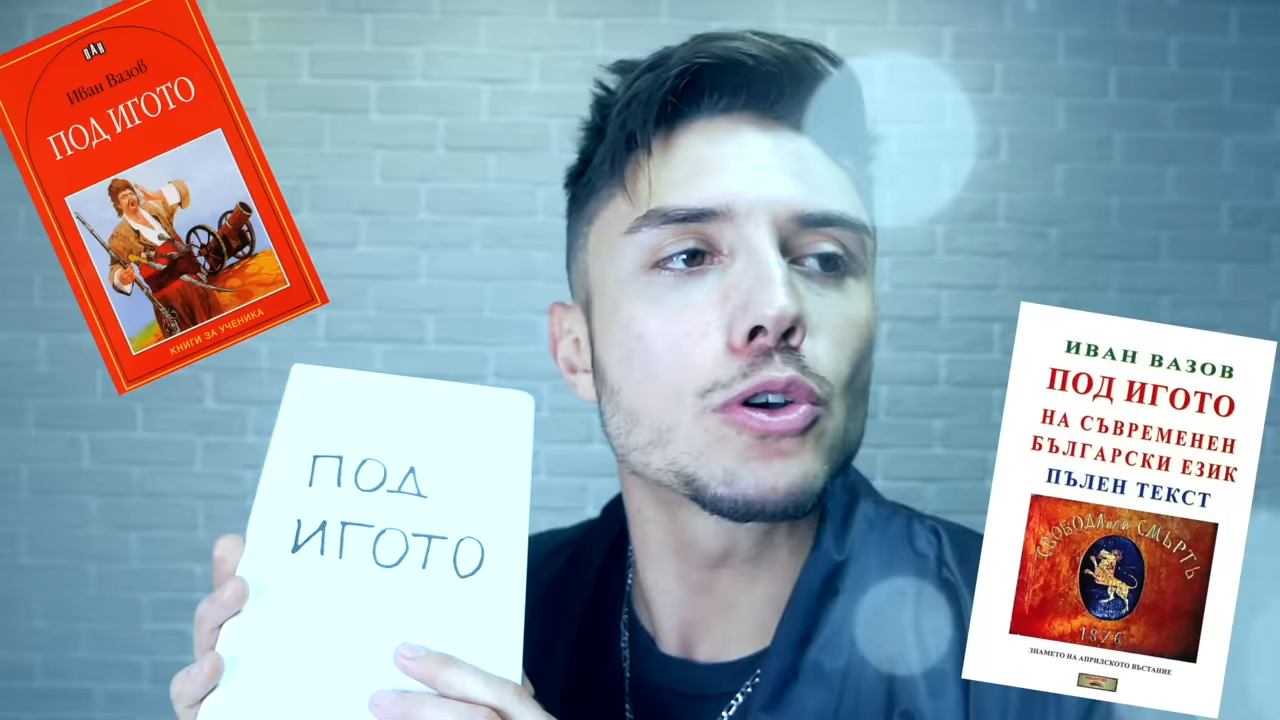 ПАН
Иван Вазов
ПОД ИГОТО
КНИГИ ЗА УЧЕНИКА
ПОД
ИГОТО
ИВАН ВАЗОВ
ПОД ИГОТО
НА СЪВРЕМЕНЕН
БЪЛГАРСКИ ЕЗИК
ПЪЛЕН ТЕКСТ
СВОБОДА или СМЪРТЬ
1876
ЗНАМЕТО НА АПРИЛСКОТО ВЪСТАНИЕ